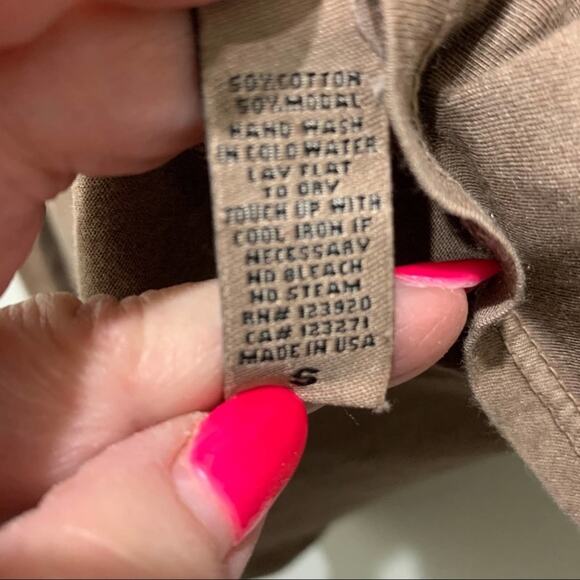 50% COTTON
50% MODAL
HAND WASH
IN COLD WATER
LAY FLAT
TO DRY
TOUCH UP WITH
COOL IRON IF
NECESSARY
NO BLEACH
NO STEAM
RN# 123920
CA# 123271
MADE IN USA
S